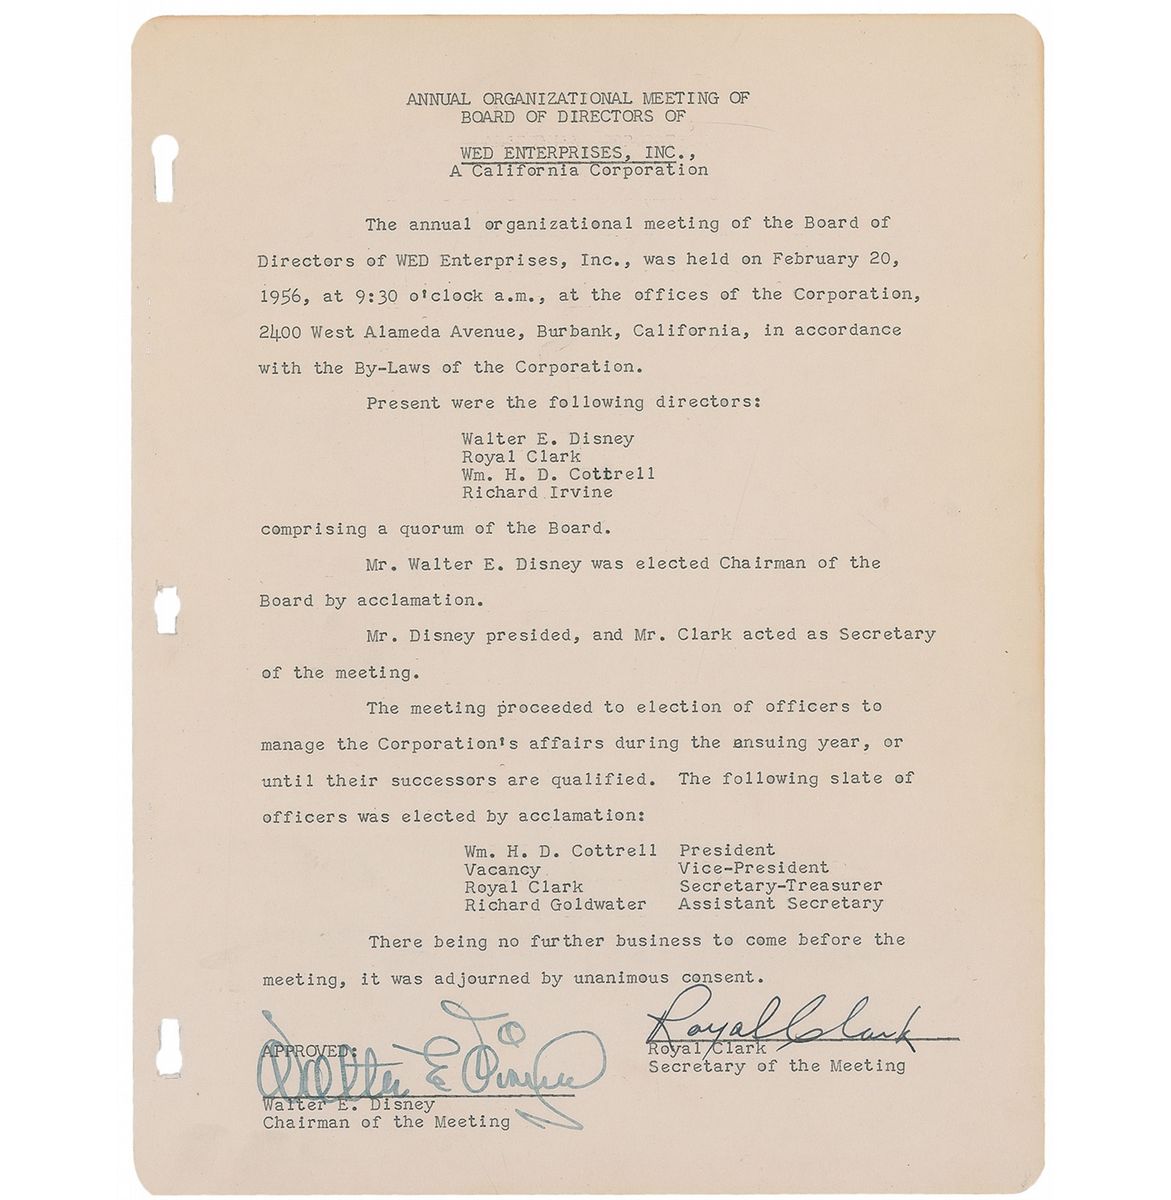 ANNUAL ORGANIZATIONAL MEETING OF
BOARD OF DIRECTORS OF
WED ENTERPRISES, INC.,
A California Corporation
The annual organizational meeting of the Board of
Directors of WED Enterprises, Inc., was held on February 20,
1956, at 9:30 o'clock a.m., at the offices of the Corporation,
2400 West Alameda Avenue, Burbank, California, in accordance
with the By-Laws of the Corporation.
Present were the following directors:
Walter E. Disney
Royal Clark
Wm. H. D. Cottrell
Richard Irvine
comprising a quorum of the Board.
Mr. Walter E. Disney was elected Chairman of the
Board by acclamation.
Mr. Disney presided, and Mr. Clark acted as Secretary
of the meeting.
The meeting proceeded to election of officers to
manage the Corporation's affairs during the ensuing year, or
until their successors are qualified. The following slate of
officers was elected by acclamation:
Wm. H. D. Cottrell President
Vacancy Vice-President
Royal Clark Secretary-Treasurer
Richard Goldwater Assistant Secretary
There being no further business to come before the
meeting, it was adjourned by unanimous consent.
Royal Clark
Royal Clark
Secretary of the Meeting
APPROVED:
Walter E Disney
Walter E. Disney
Chairman of the Meeting